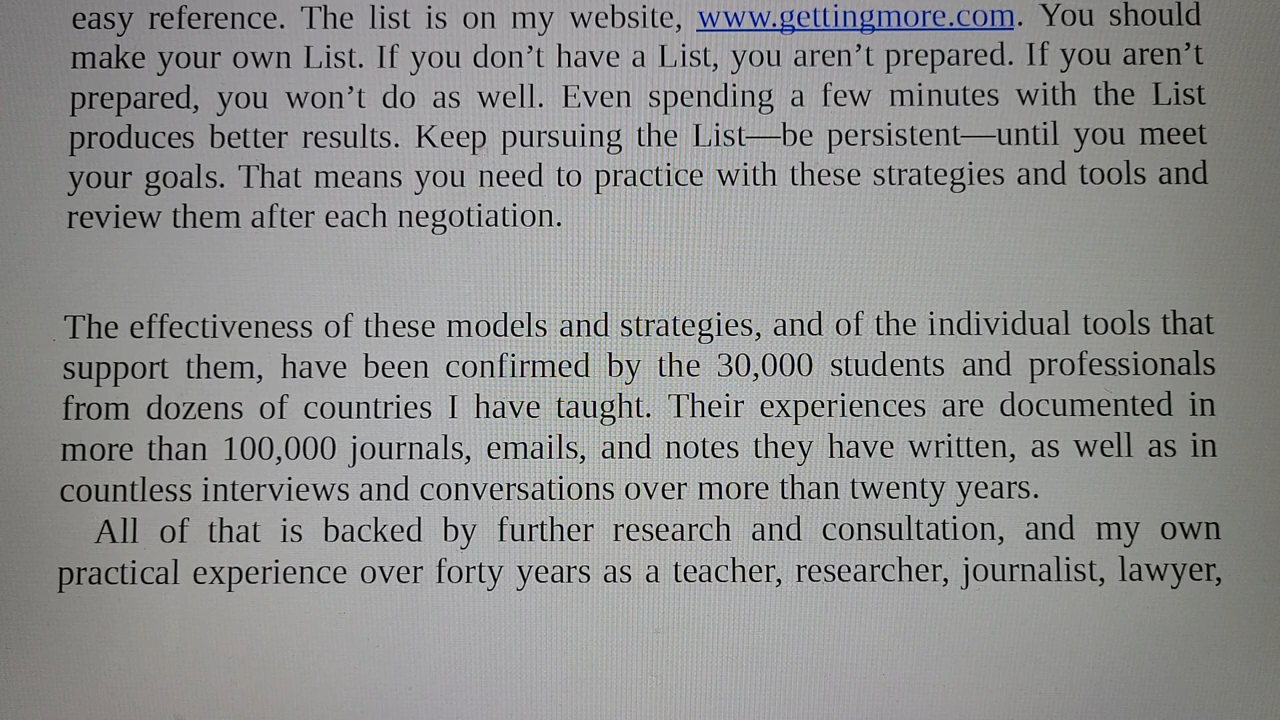 easy reference. The list is on my website, www.gettingmore.com. You should
make your own List. If you don’t have a List, you aren’t prepared. If you aren’t
prepared, you won’t do as well. Even spending a few minutes with the List
produces better results. Keep pursuing the List—be persistent—until you meet
your goals. That means you need to practice with these strategies and tools and
review them after each negotiation.
The effectiveness of these models and strategies, and of the individual tools that
support them, have been confirmed by the 30,000 students and professionals
from dozens of countries I have taught. Their experiences are documented in
more than 100,000 journals, emails, and notes they have written, as well as in
countless interviews and conversations over more than twenty years.
All of that is backed by further research and consultation, and my own
practical experience over forty years as a teacher, researcher, journalist, lawyer,